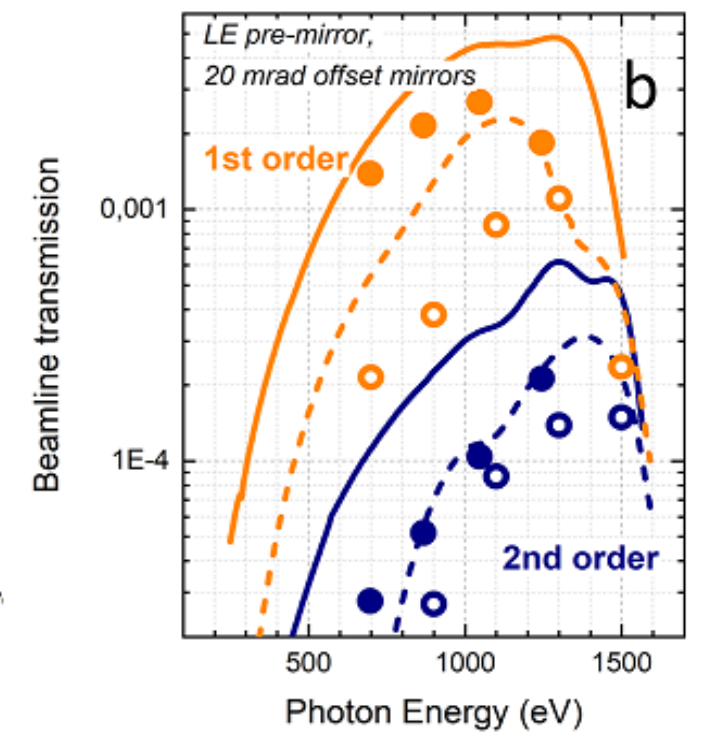 LE pre-mirror,
20 mrad offset mirrors
b
1st order
0,001
1E-4
2nd order
500
1000
1500
Beamline transmission
Photon Energy (eV)